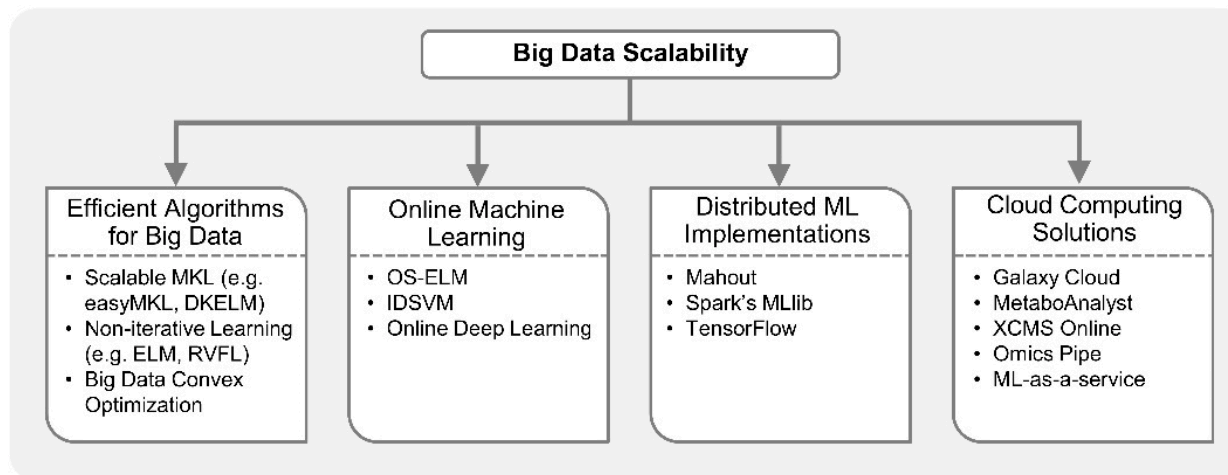 Big Data Scalability
Efficient Algorithms
for Big Data
• Scalable MKL (e.g.
easyMKL, DKELM)
• Non-iterative Learning
(e.g. ELM, RVFL)
• Big Data Convex
Optimization
Online Machine
Learning
• OS-ELM
• IDSVM
• Online Deep Learning
Distributed ML
Implementations
• Mahout
• Spark's MLlib
• TensorFlow
Cloud Computing
Solutions
• Galaxy Cloud
• MetaboAnalyst
• XCMS Online
• Omics Pipe
• ML-as-a-service